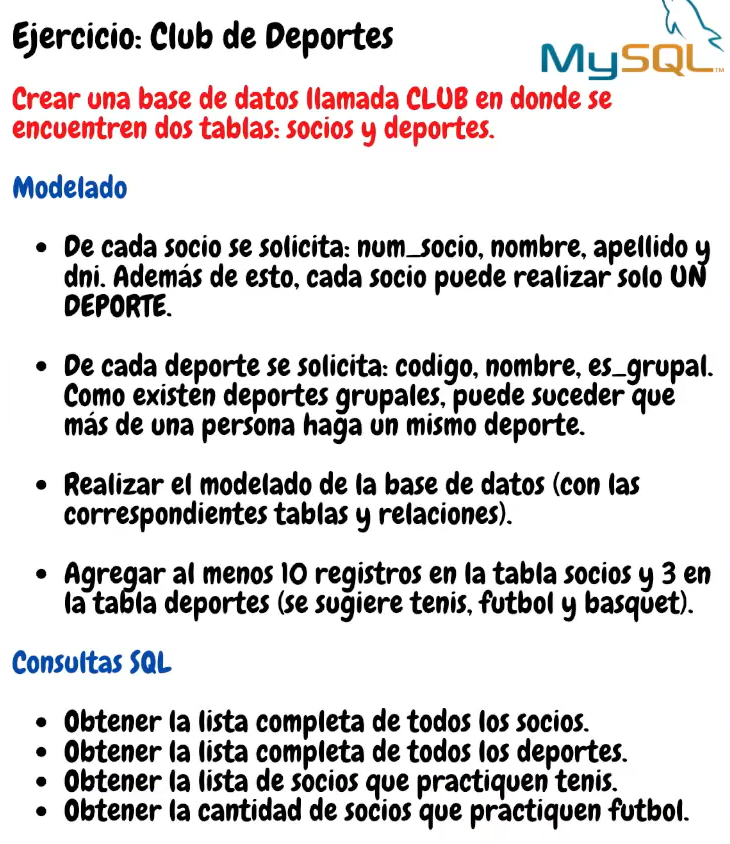 Ejercicio: Club de Deportes
MySQL™
Crear una base de datos llamada CLUB en donde se
encuentren dos tablas: socios y deportes.
Modelado
• De cada socio se solicita: num_socio, nombre, apellido y
dni. Además de esto, cada socio puede realizar solo UN
DEPORTE.
• De cada deporte se solicita: codigo, nombre, es_grupal.
Como existen deportes grupales, puede suceder que
más de una persona haga un mismo deporte.
• Realizar el modelado de la base de datos (con las
correspondientes tablas y relaciones).
• Agregar al menos 10 registros en la tabla socios y 3 en
la tabla deportes (se sugiere tenis, futbol y basquet).
Consultas SQL
• Obtener la lista completa de todos los socios.
• Obtener la lista completa de todos los deportes.
• Obtener la lista de socios que practiquen tenis.
• Obtener la cantidad de socios que practiquen futbol.